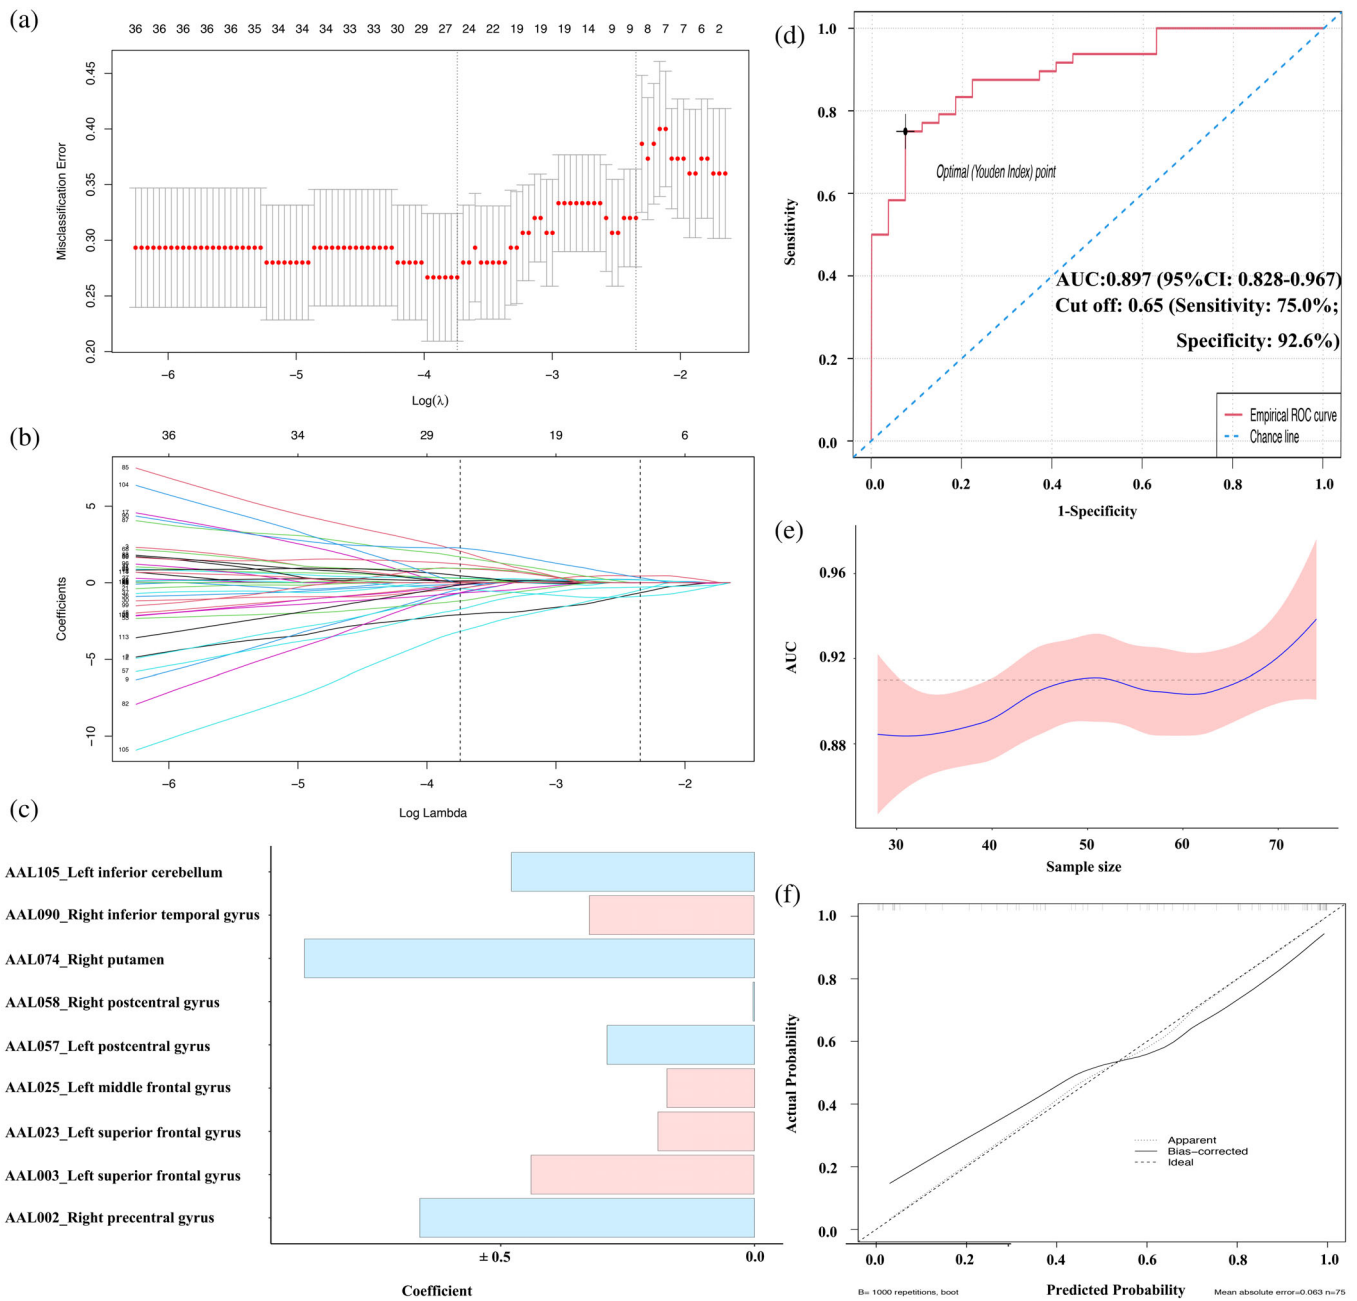 (a)
36 36 36 36 36 35 34 34 33 33 30 29 27 24 22 19 19 19 14 9 9 8 7 7 6 2
Misclassification Error
0.45
0.40
0.35
0.30
0.25
0.20
−6 −5 −4 −3 −2
Log(λ)
(b)
36 34 29 19 6
Coefficients
5
0
−5
−10
85
104
17
87
113
57
9
82
105
−6 −5 −4 −3 −2
Log Lambda
(c)
AAL105_Left inferior cerebellum
AAL090_Right inferior temporal gyrus
AAL074_Right putamen
AAL058_Right postcentral gyrus
AAL057_Left postcentral gyrus
AAL025_Left middle frontal gyrus
AAL023_Left superior frontal gyrus
AAL003_Left superior frontal gyrus
AAL002_Right precentral gyrus
± 0.5 0.0
Coefficient
(d)
Sensitivity
1.0
0.8
0.6
0.4
0.2
0.0
Optimal (Youden Index) point
AUC:0.897 (95%CI: 0.828-0.967)
Cut off: 0.65 (Sensitivity: 75.0%;
Specificity: 92.6%)
Empirical ROC curve
Chance line
0.0 0.2 0.4 0.6 0.8 1.0
1-Specificity
(e)
AUC
0.96
0.92
0.88
30 40 50 60 70
Sample size
(f)
Actual Probability
1.0
0.8
0.6
0.4
0.2
0.0
Apparent
Bias−corrected
Ideal
0.0 0.2 0.4 0.6 0.8 1.0
B= 1000 repetitions, boot
Predicted Probability
Mean absolute error=0.063 n=75